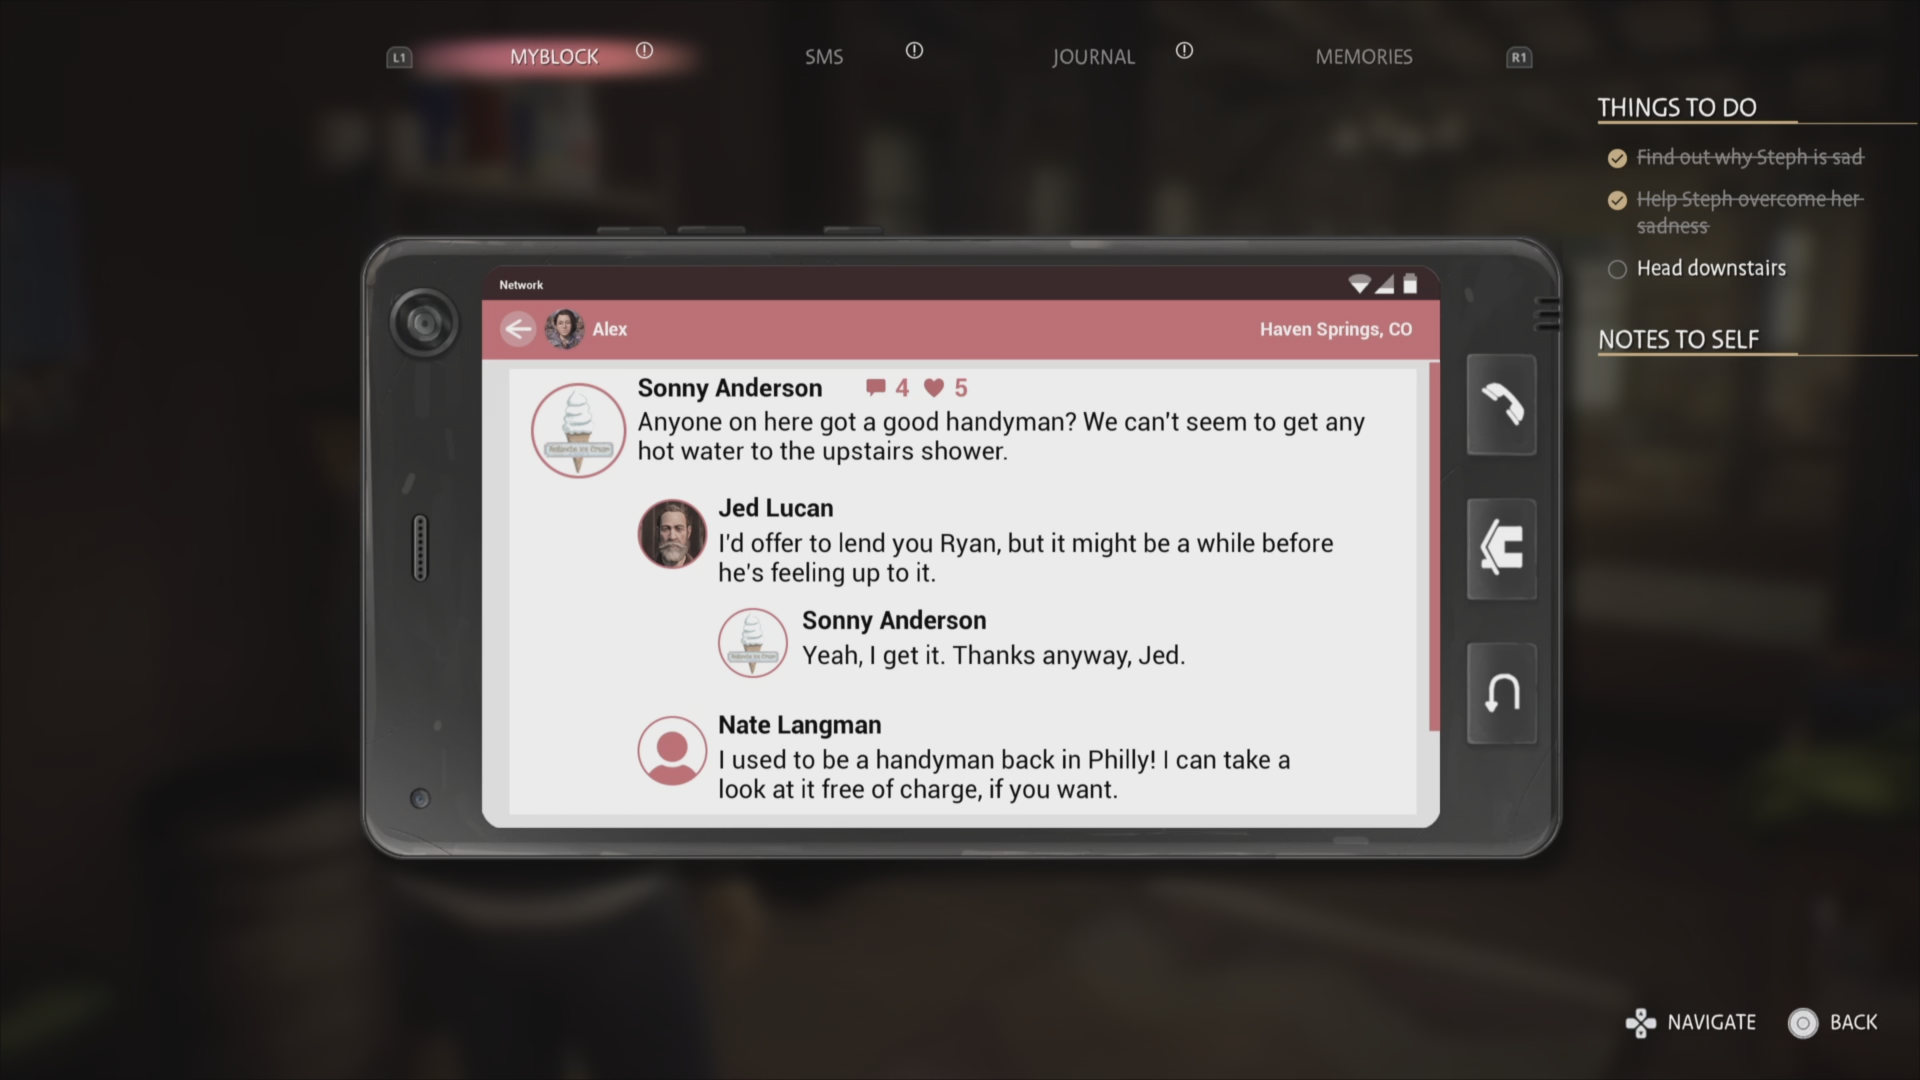 L1
MYBLOCK
SMS
JOURNAL
MEMORIES
R1
THINGS TO DO
Find out why Steph is sad
Help Steph overcome her
sadness
Head downstairs
NOTES TO SELF
Network
Alex
Haven Springs, CO
Sonny Anderson 4 5
Anyone on here got a good handyman? We can't seem to get any
hot water to the upstairs shower.
Jed Lucan
I'd offer to lend you Ryan, but it might be a while before
he's feeling up to it.
Sonny Anderson
Yeah, I get it. Thanks anyway, Jed.
Nate Langman
I used to be a handyman back in Philly! I can take a
look at it free of charge, if you want.
NAVIGATE
BACK